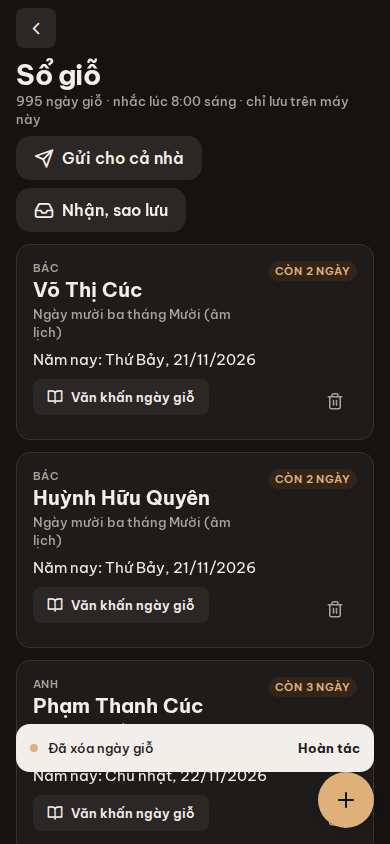 Sổ giỗ
995 ngày giỗ · nhắc lúc 8:00 sáng · chỉ lưu trên máy
này
Gửi cho cả nhà
Nhận, sao lưu
BÁC
CÒN 2 NGÀY
Võ Thị Cúc
Ngày mười ba tháng Mười (âm
lịch)
Năm nay: Thứ Bảy, 21/11/2026
Văn khấn ngày giỗ
BÁC
CÒN 2 NGÀY
Huỳnh Hữu Quyên
Ngày mười ba tháng Mười (âm
lịch)
Năm nay: Thứ Bảy, 21/11/2026
Văn khấn ngày giỗ
ANH
CÒN 3 NGÀY
Phạm Thanh Cúc
Đã xóa ngày giỗ
Hoàn tác
Năm nay: Chủ nhật, 22/11/2026
Văn khấn ngày giỗ